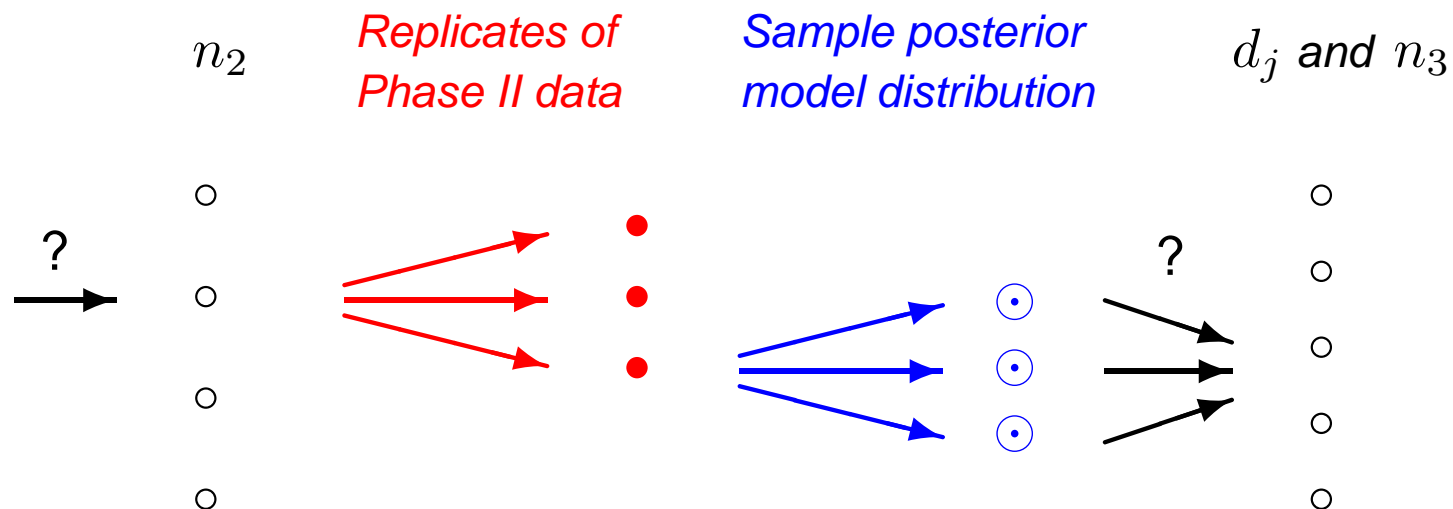 n₂
Replicates of
Phase II data
Sample posterior
model distribution
dⱼ and n₃
?
?